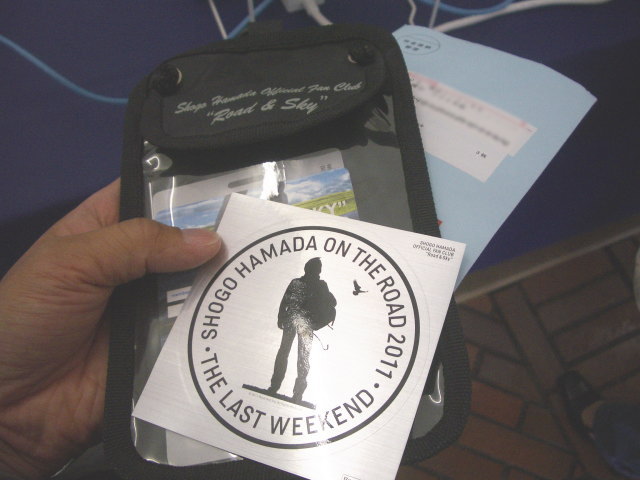 Shogo Hamada Official Fan Club
"Road & Sky"
KY"
SHOGO HAMADA
OFFICIAL FAN CLUB
"Road & Sky"
SHOGO HAMADA ON THE ROAD 2011
THE LAST WEEKEND